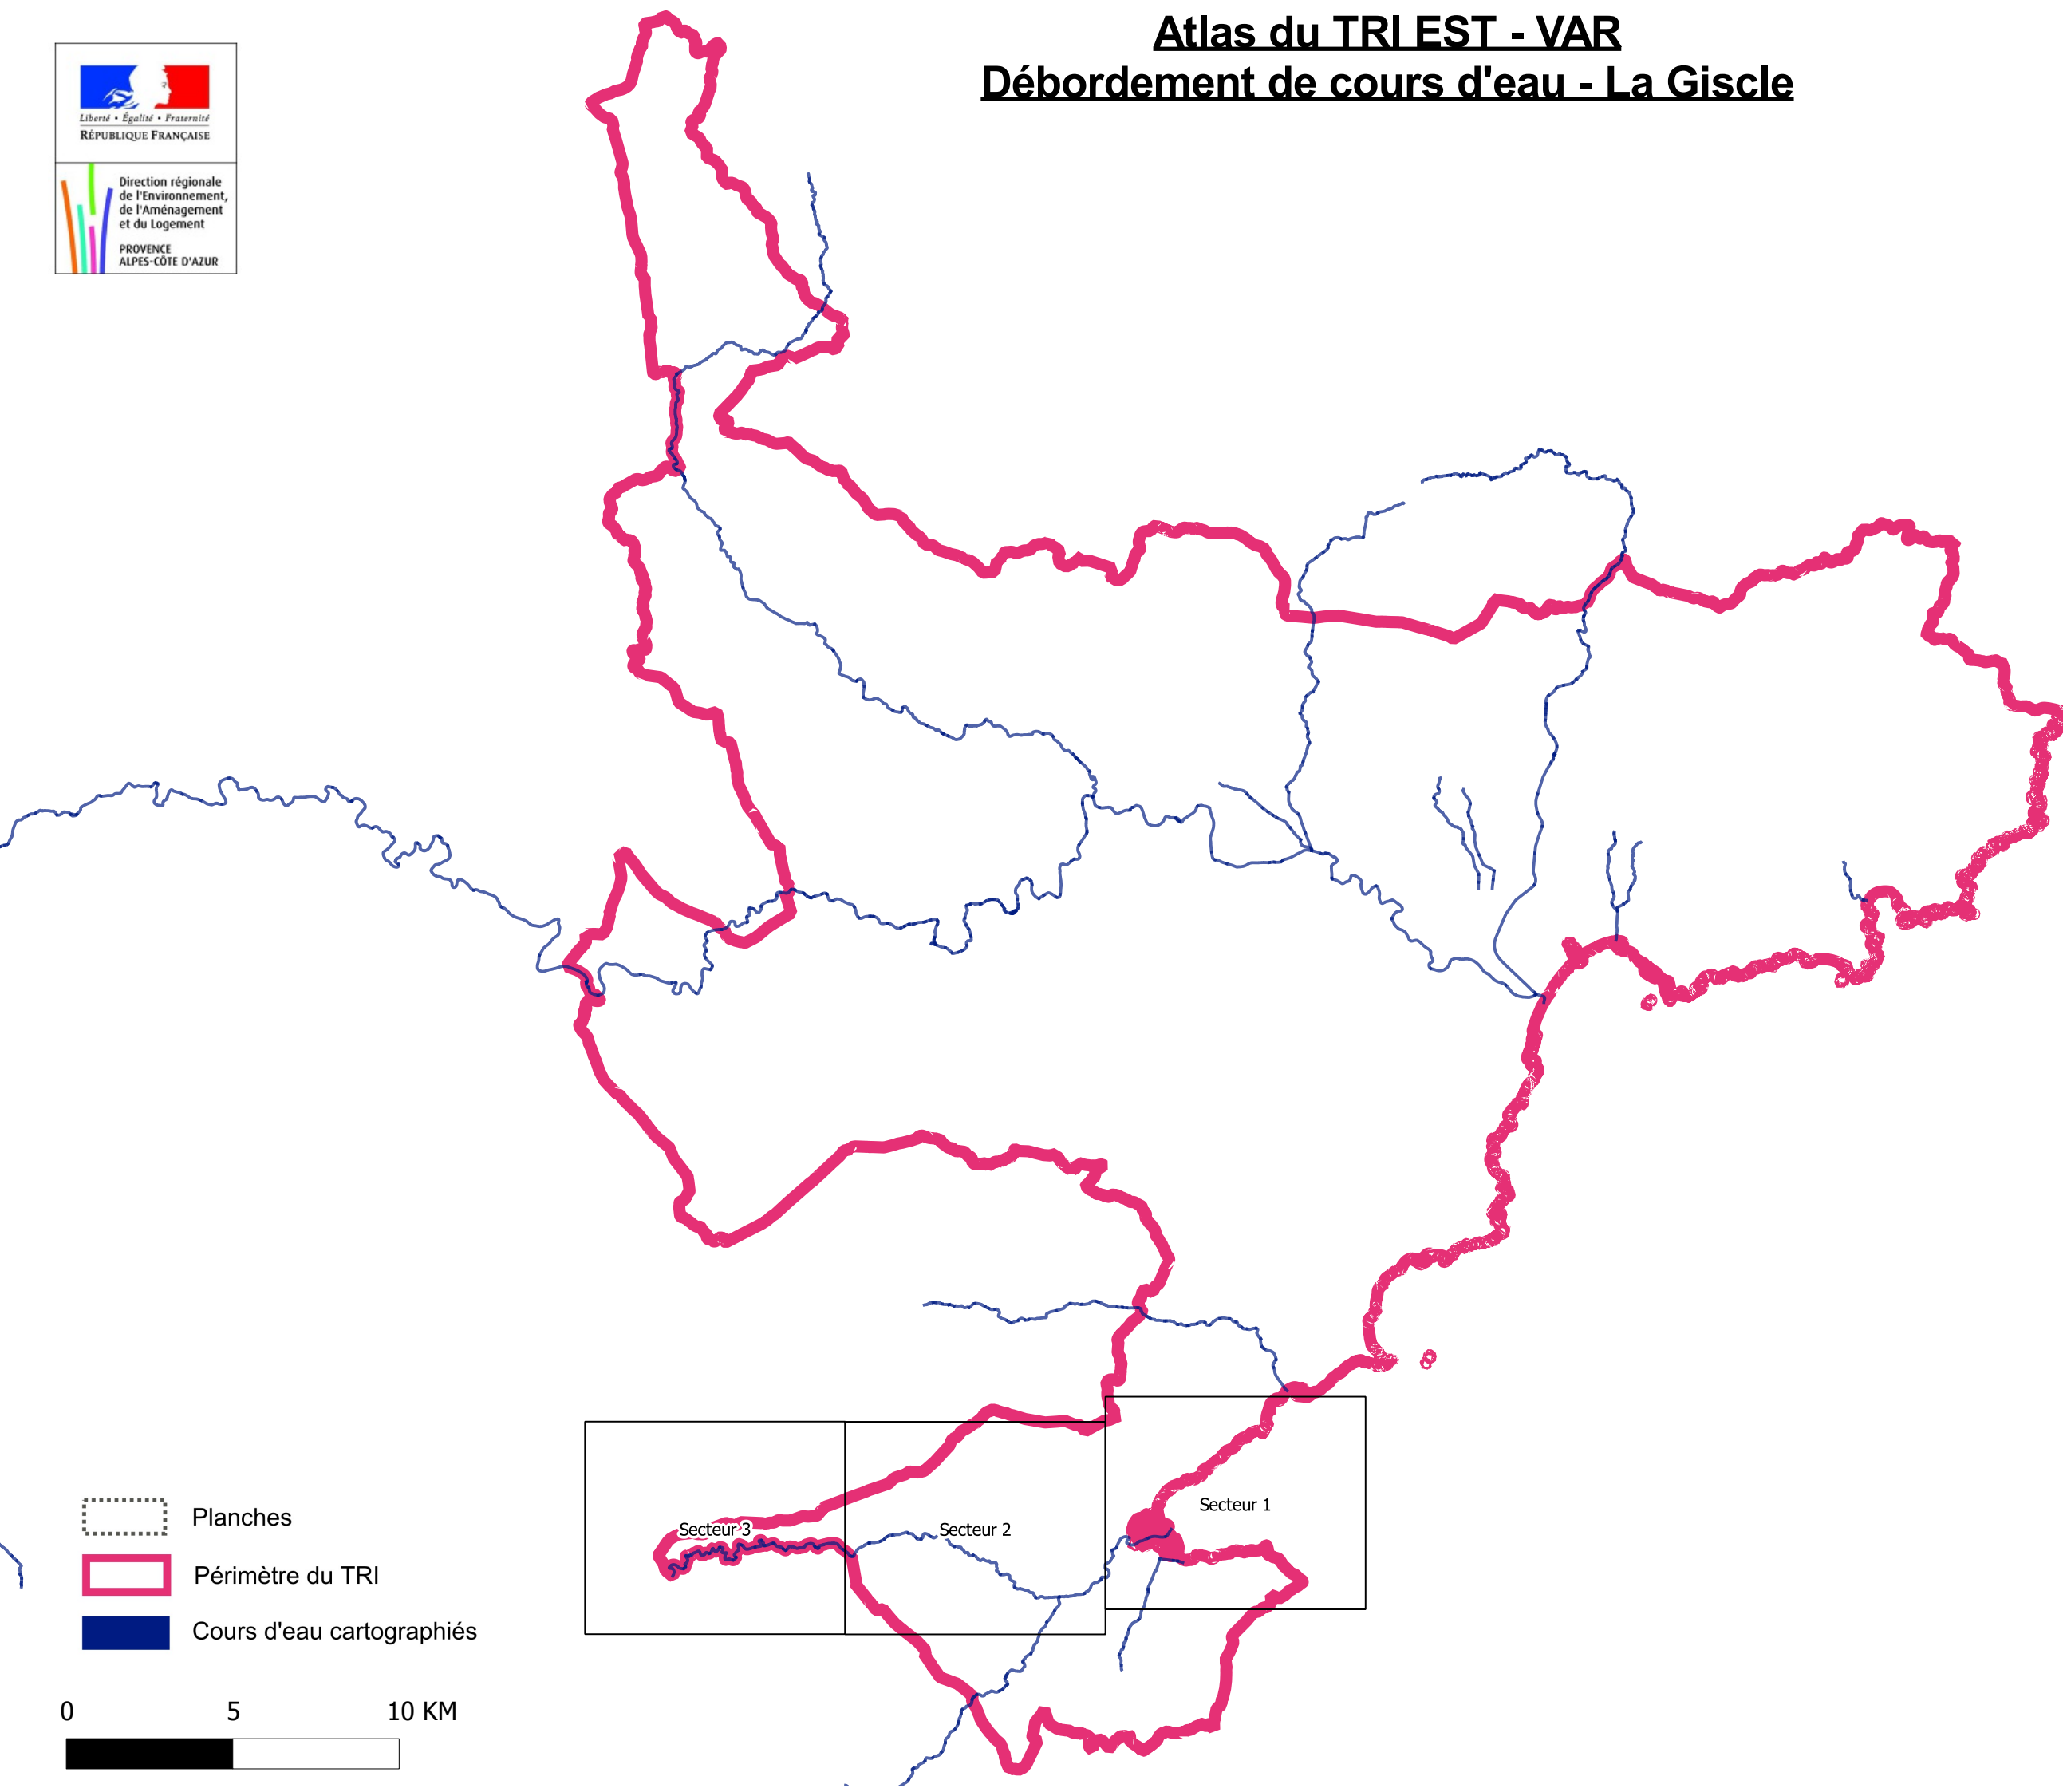 Atlas du TRI EST - VAR
Débordement de cours d'eau - La Giscle
Liberté • Égalité • Fraternité
RÉPUBLIQUE FRANÇAISE
Direction régionale
de l'Environnement,
de l'Aménagement
et du Logement
PROVENCE
ALPES-CÔTE D'AZUR
Secteur 1
Secteur 3
Secteur 2
Planches
Périmètre du TRI
Cours d'eau cartographiés
0 5 10 KM